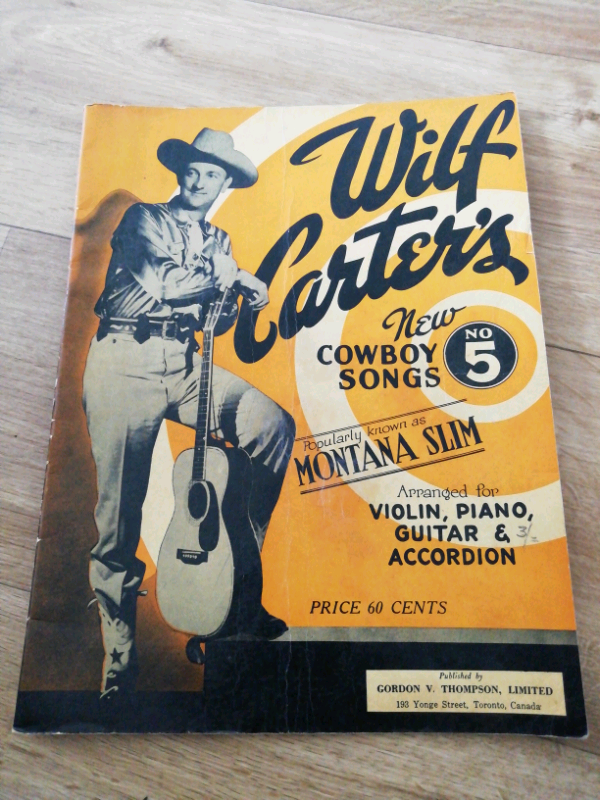 Wilf
Carter's
New
COWBOY
SONGS
NO
5
Popularly known as
MONTANA SLIM
Arranged for
VIOLIN, PIANO,
GUITAR &
ACCORDION
3/-
PRICE 60 CENTS
Published by
GORDON V. THOMPSON, LIMITED
193 Yonge Street, Toronto, Canada